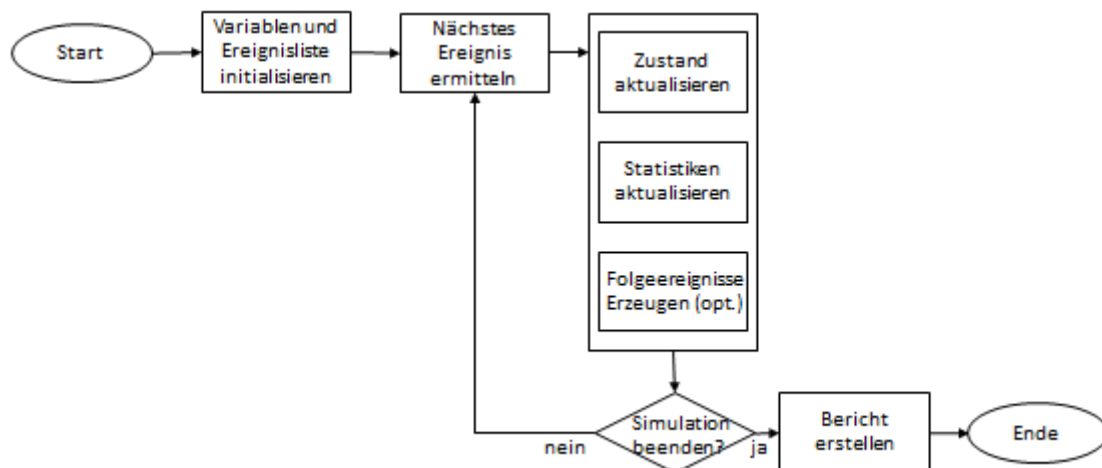 Start
Variablen und
Ereignisliste
initialisieren
Nächstes
Ereignis
ermitteln
Zustand
aktualisieren
Statistiken
aktualisieren
Folgeereignisse
Erzeugen (opt.)
Simulation
beenden?
nein
ja
Bericht
erstellen
Ende